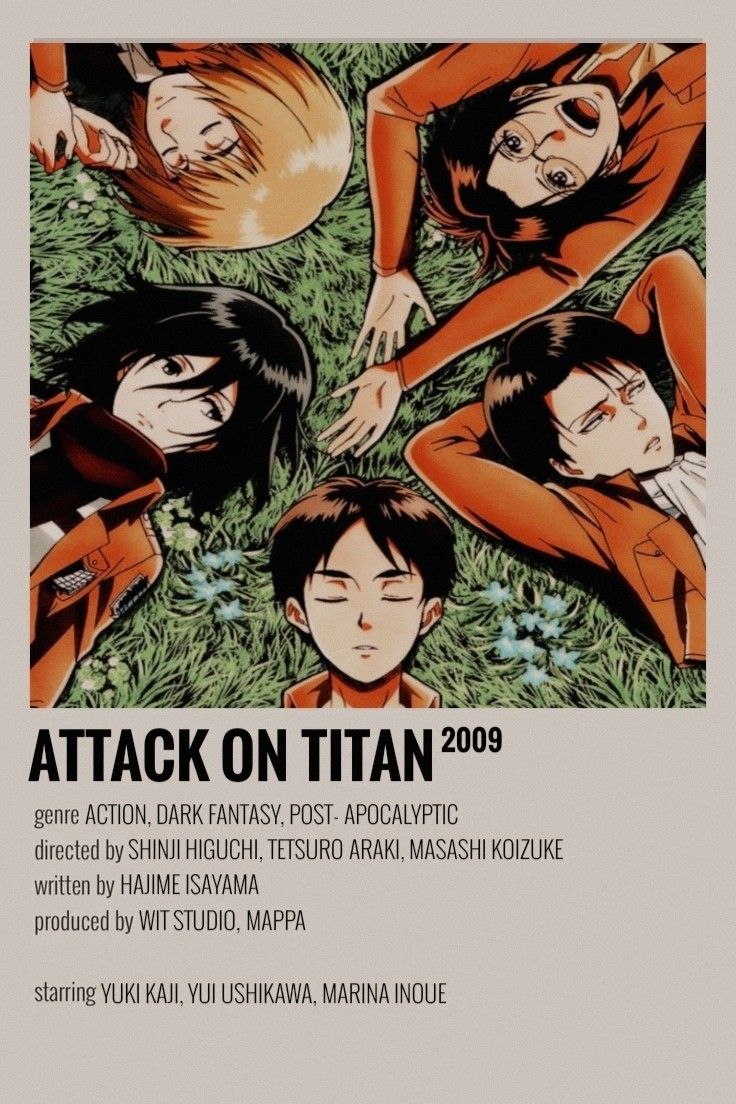 ATTACK ON TITAN 2009
genre ACTION, DARK FANTASY, POST- APOCALYPTIC
directed by SHINJI HIGUCHI, TETSURO ARAKI, MASASHI KOIZUKE
written by HAJIME ISAYAMA
produced by WIT STUDIO, MAPPA
starring YUKI KAJI, YUI USHIKAWA, MARINA INOUE